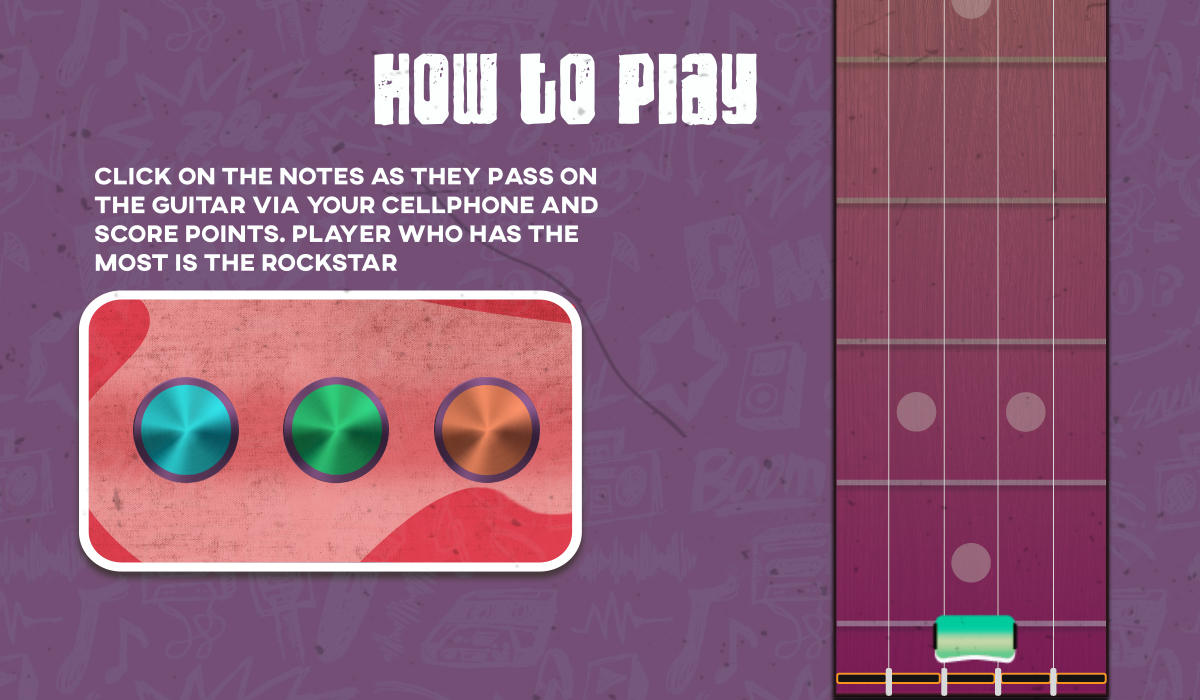 How to Play
CLICK ON THE NOTES AS THEY PASS ON
THE GUITAR VIA YOUR CELLPHONE AND
SCORE POINTS. PLAYER WHO HAS THE
MOST IS THE ROCKSTAR
BOOM